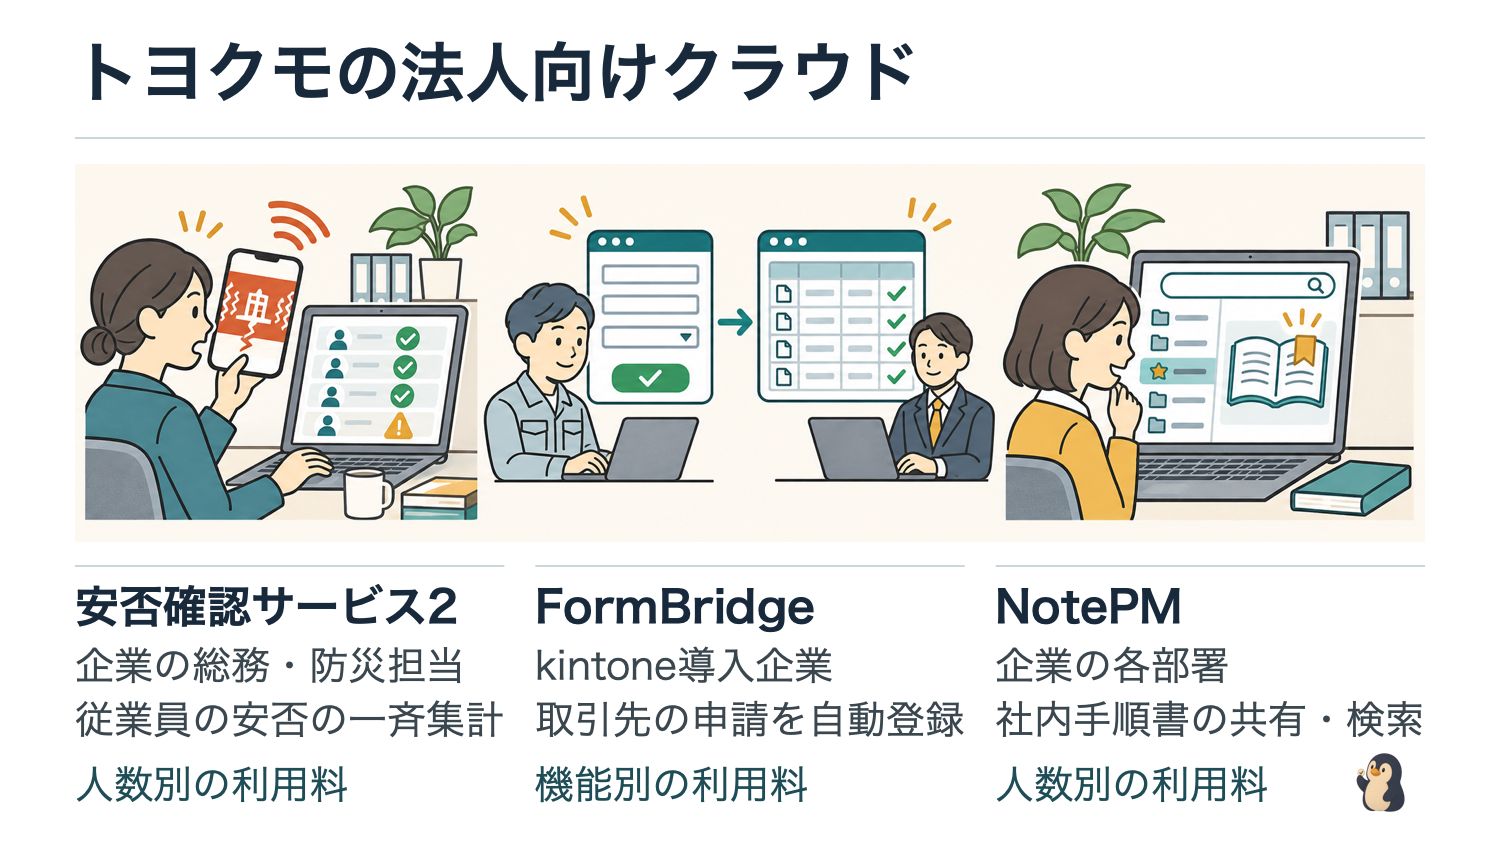 トヨクモの法人向けクラウド
安否確認サービス2
企業の総務・防災担当
従業員の安否の一斉集計
人数別の利用料
FormBridge
kintone導入企業
取引先の申請を自動登録
機能別の利用料
NotePM
企業の各部署
社内手順書の共有・検索
人数別の利用料